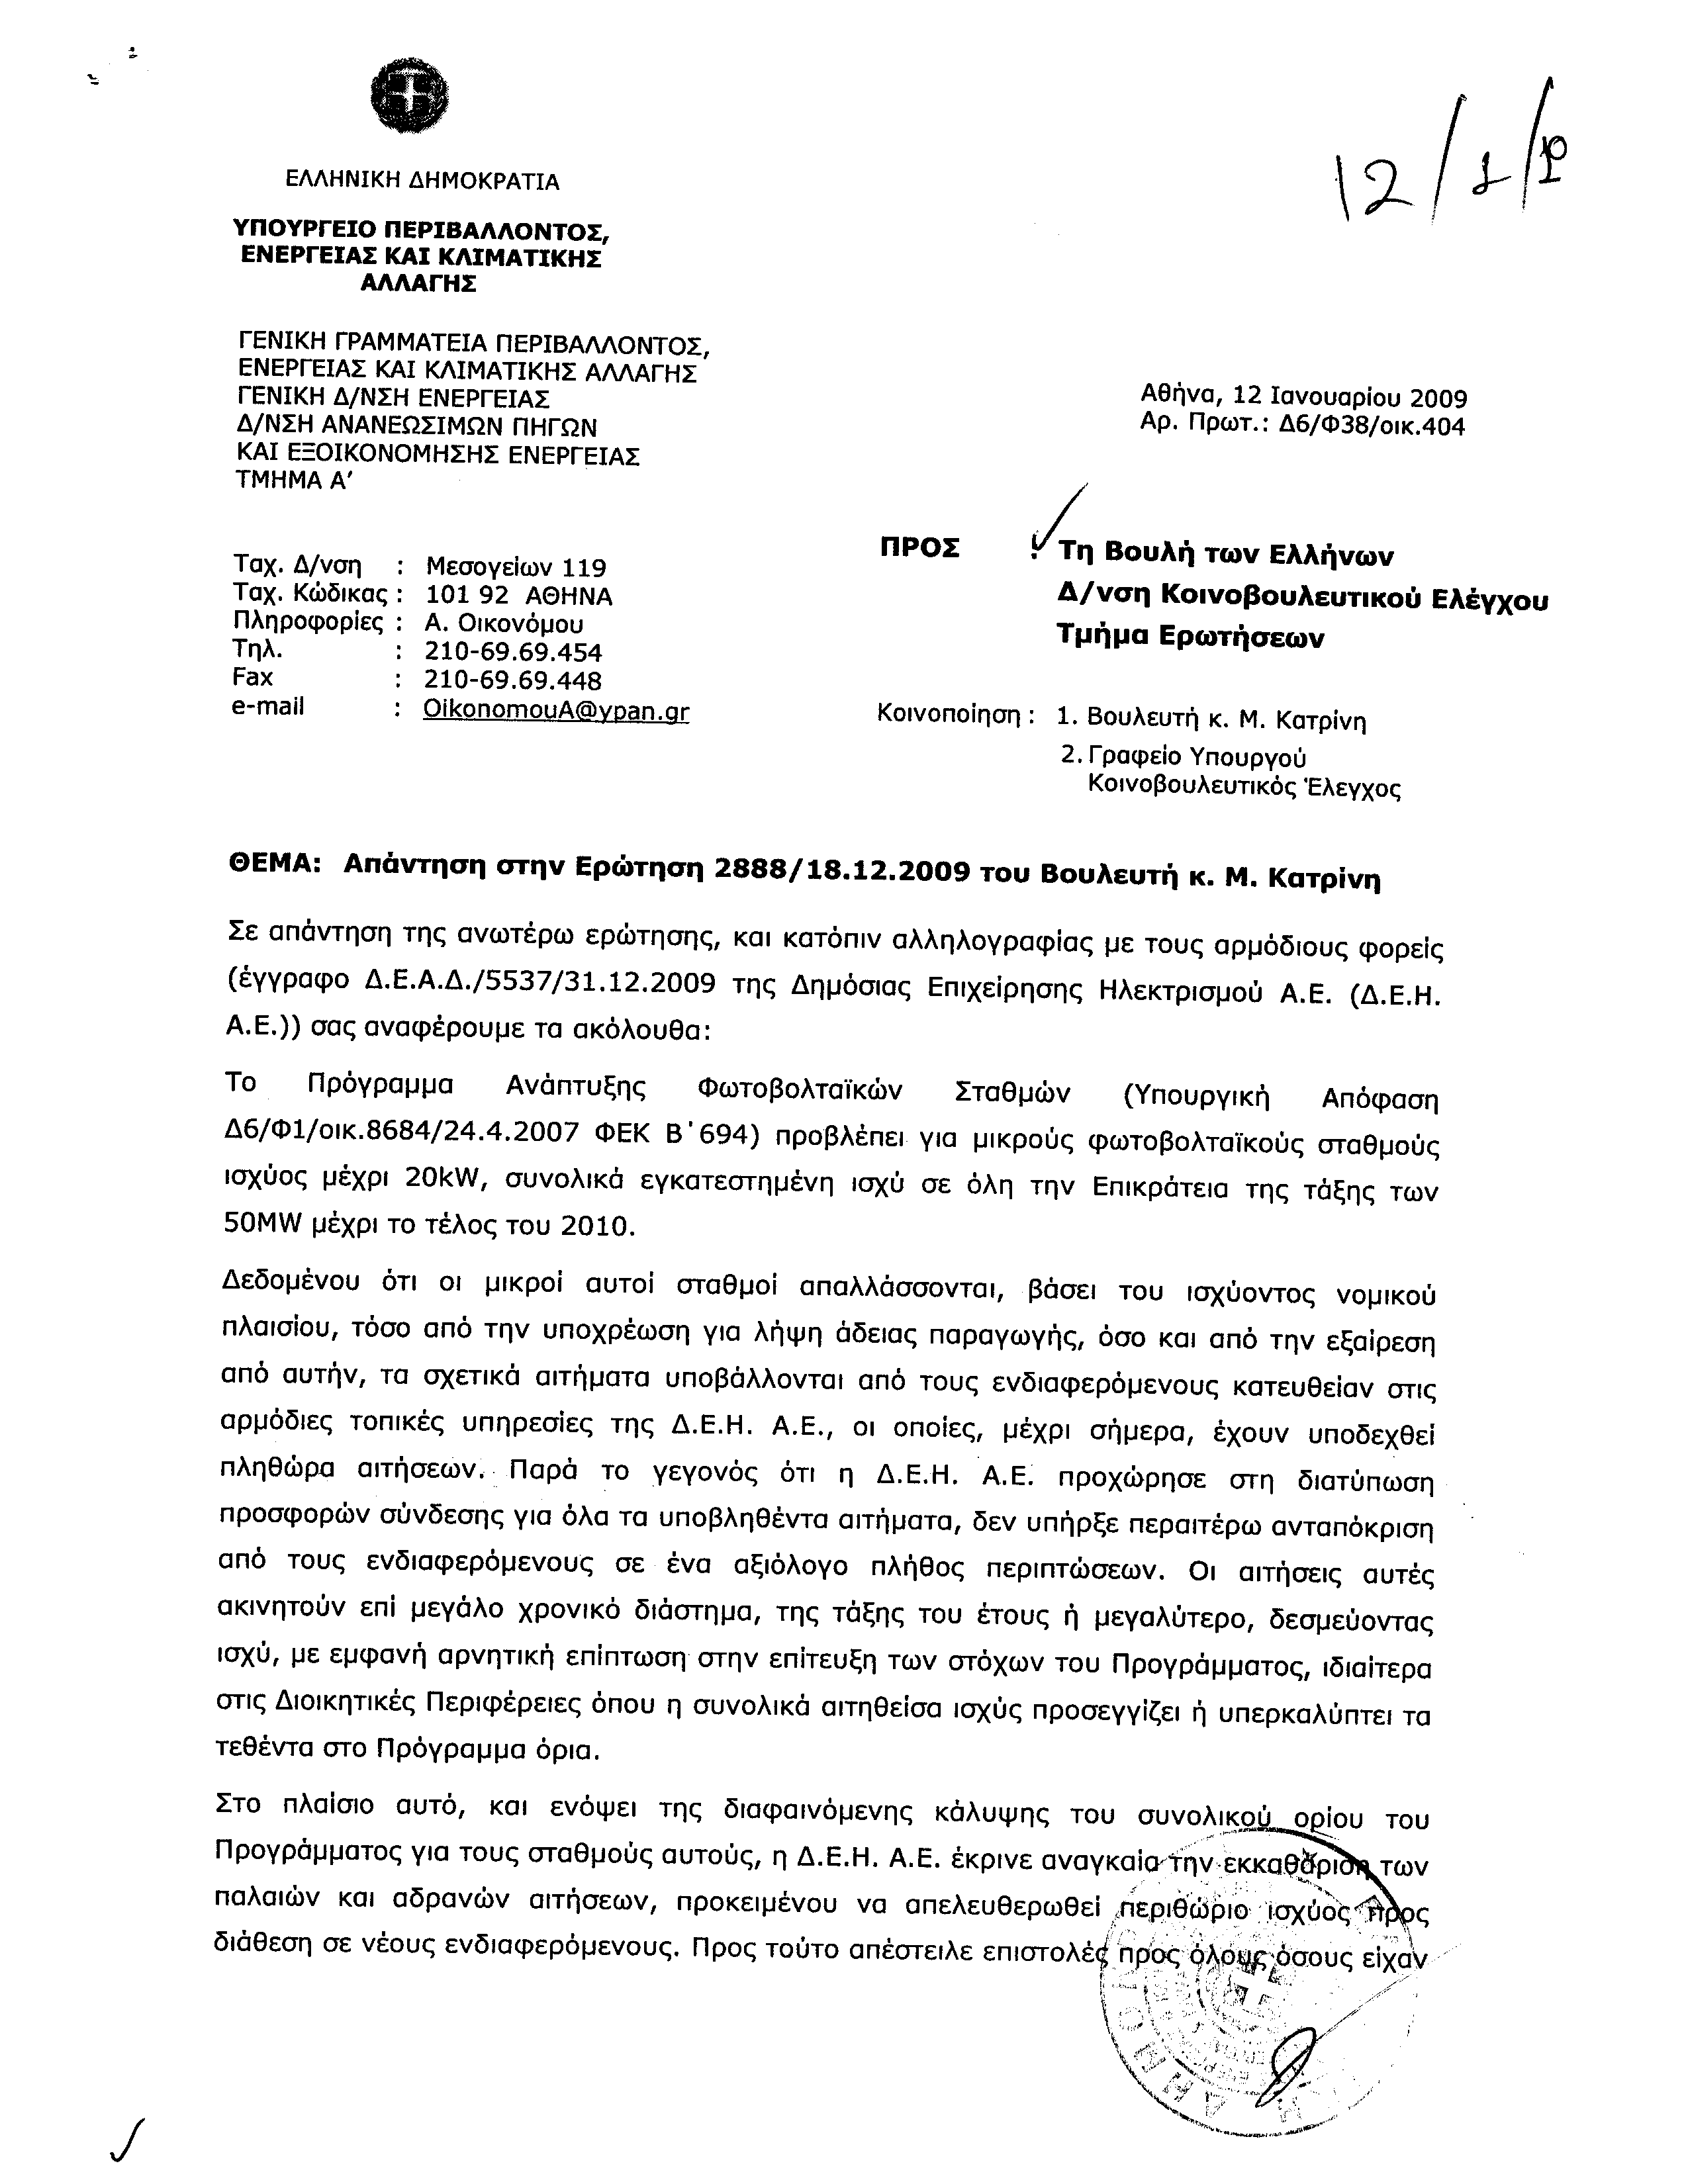 12/1/10
ΕΛΛΗΝΙΚΗ ΔΗΜΟΚΡΑΤΙΑ
ΥΠΟΥΡΓΕΙΟ ΠΕΡΙΒΑΛΛΟΝΤΟΣ,
ΕΝΕΡΓΕΙΑΣ ΚΑΙ ΚΛΙΜΑΤΙΚΗΣ
ΑΛΛΑΓΗΣ
ΓΕΝΙΚΗ ΓΡΑΜΜΑΤΕΙΑ ΠΕΡΙΒΑΛΛΟΝΤΟΣ,
ΕΝΕΡΓΕΙΑΣ ΚΑΙ ΚΛΙΜΑΤΙΚΗΣ ΑΛΛΑΓΗΣ
ΓΕΝΙΚΗ Δ/ΝΣΗ ΕΝΕΡΓΕΙΑΣ
Δ/ΝΣΗ ΑΝΑΝΕΩΣΙΜΩΝ ΠΗΓΩΝ
ΚΑΙ ΕΞΟΙΚΟΝΟΜΗΣΗΣ ΕΝΕΡΓΕΙΑΣ
ΤΜΗΜΑ Α'
Αθήνα, 12 Ιανουαρίου 2009
Αρ. Πρωτ.: Δ6/Φ38/οικ.404
Ταχ. Δ/νση : Μεσογείων 119
Ταχ. Κώδικας : 101 92 ΑΘΗΝΑ
Πληροφορίες : Α. Οικονόμου
Τηλ. : 210-69.69.454
Fax : 210-69.69.448
e-mail : OikonomouA@ypan.gr
ΠΡΟΣ : Τη Βουλή των Ελλήνων
Δ/νση Κοινοβουλευτικού Ελέγχου
Τμήμα Ερωτήσεων
Κοινοποίηση : 1. Βουλευτή κ. Μ. Κατρίνη
2. Γραφείο Υπουργού
Κοινοβουλευτικός Έλεγχος
ΘΕΜΑ: Απάντηση στην Ερώτηση 2888/18.12.2009 του Βουλευτή κ. Μ. Κατρίνη
Σε απάντηση της ανωτέρω ερώτησης, και κατόπιν αλληλογραφίας με τους αρμόδιους φορείς
(έγγραφο Δ.Ε.Α.Δ./5537/31.12.2009 της Δημόσιας Επιχείρησης Ηλεκτρισμού Α.Ε. (Δ.Ε.Η.
Α.Ε.)) σας αναφέρουμε τα ακόλουθα:
Το Πρόγραμμα Ανάπτυξης Φωτοβολταϊκών Σταθμών (Υπουργική Απόφαση
Δ6/Φ1/οικ.8684/24.4.2007 ΦΕΚ Β΄694) προβλέπει για μικρούς φωτοβολταϊκούς σταθμούς
ισχύος μέχρι 20kW, συνολικά εγκατεστημένη ισχύ σε όλη την Επικράτεια της τάξης των
50MW μέχρι το τέλος του 2010.
Δεδομένου ότι οι μικροί αυτοί σταθμοί απαλλάσσονται, βάσει του ισχύοντος νομικού
πλαισίου, τόσο από την υποχρέωση για λήψη άδειας παραγωγής, όσο και από την εξαίρεση
από αυτήν, τα σχετικά αιτήματα υποβάλλονται από τους ενδιαφερόμενους κατευθείαν στις
αρμόδιες τοπικές υπηρεσίες της Δ.Ε.Η. Α.Ε., οι οποίες, μέχρι σήμερα, έχουν υποδεχθεί
πληθώρα αιτήσεων. Παρά το γεγονός ότι η Δ.Ε.Η. Α.Ε. προχώρησε στη διατύπωση
προσφορών σύνδεσης για όλα τα υποβληθέντα αιτήματα, δεν υπήρξε περαιτέρω ανταπόκριση
από τους ενδιαφερόμενους σε ένα αξιόλογο πλήθος περιπτώσεων. Οι αιτήσεις αυτές
ακινητούν επί μεγάλο χρονικό διάστημα, της τάξης του έτους ή μεγαλύτερο, δεσμεύοντας
ισχύ, με εμφανή αρνητική επίπτωση στην επίτευξη των στόχων του Προγράμματος, ιδιαίτερα
στις Διοικητικές Περιφέρειες όπου η συνολικά αιτηθείσα ισχύς προσεγγίζει ή υπερκαλύπτει τα
τεθέντα στο Πρόγραμμα όρια.
Στο πλαίσιο αυτό, και ενόψει της διαφαινόμενης κάλυψης του συνολικού ορίου του
Προγράμματος για τους σταθμούς αυτούς, η Δ.Ε.Η. Α.Ε. έκρινε αναγκαία την εκκαθάριση των
παλαιών και αδρανών αιτήσεων, προκειμένου να απελευθερωθεί περιθώριο ισχύος προς
διάθεση σε νέους ενδιαφερόμενους. Προς τούτο απέστειλε επιστολές προς όλους όσους είχαν